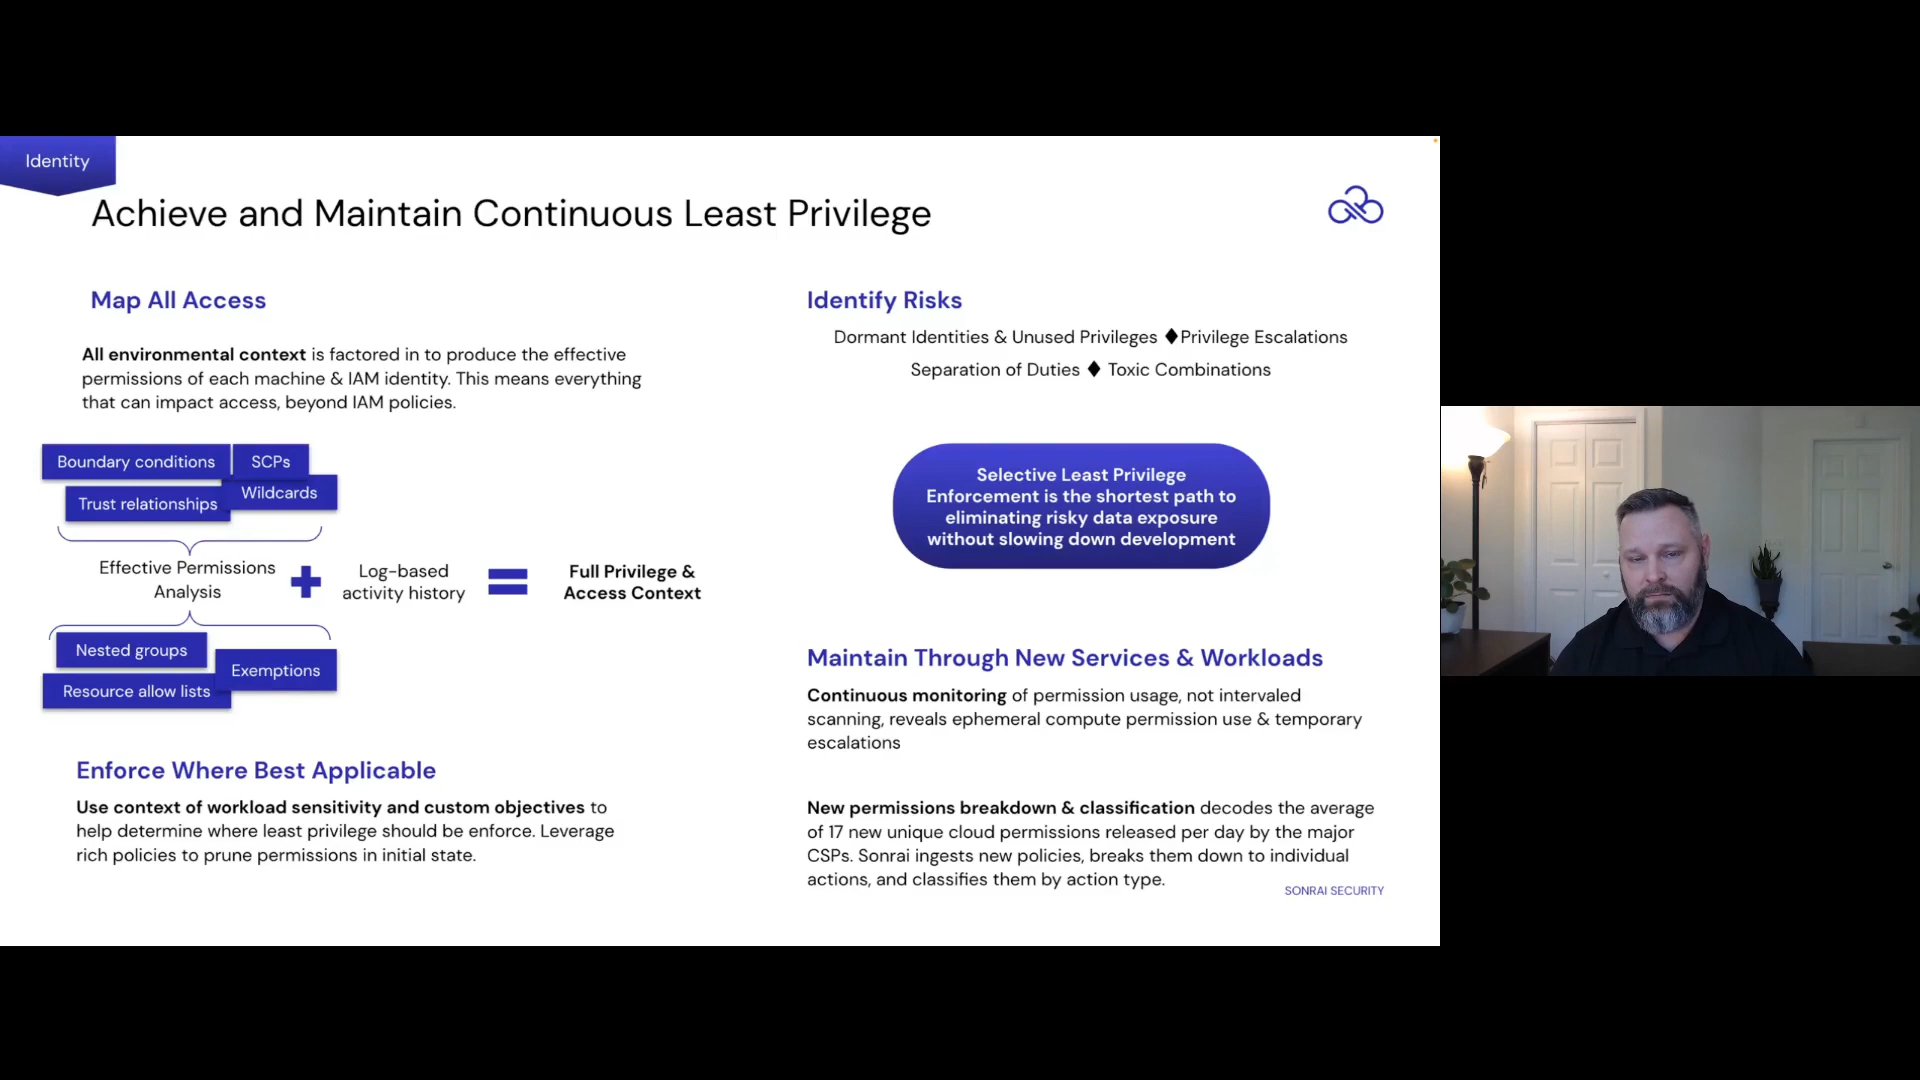 Identity
Achieve and Maintain Continuous Least Privilege
Map All Access
All environmental context is factored in to produce the effective
permissions of each machine & IAM identity. This means everything
that can impact access, beyond IAM policies.
Boundary conditions
SCPs
Trust relationships
Wildcards
Effective Permissions
Analysis
Log-based
activity history
Full Privilege &
Access Context
Nested groups
Exemptions
Resource allow lists
Enforce Where Best Applicable
Use context of workload sensitivity and custom objectives to
help determine where least privilege should be enforce. Leverage
rich policies to prune permissions in initial state.
Identify Risks
Dormant Identities & Unused Privileges ♦Privilege Escalations
Separation of Duties ♦ Toxic Combinations
Selective Least Privilege
Enforcement is the shortest path to
eliminating risky data exposure
without slowing down development
Maintain Through New Services & Workloads
Continuous monitoring of permission usage, not intervaled
scanning, reveals ephemeral compute permission use & temporary
escalations
New permissions breakdown & classification decodes the average
of 17 new unique cloud permissions released per day by the major
CSPs. Sonrai ingests new policies, breaks them down to individual
actions, and classifies them by action type.
SONRAI SECURITY